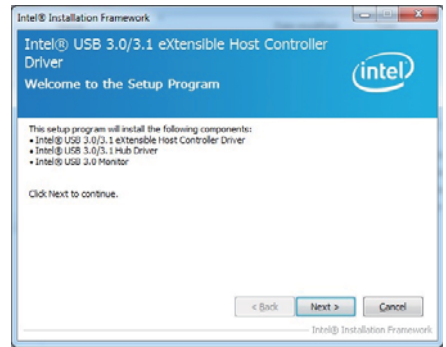 Intel® Installation Framework
Intel® USB 3.0/3.1 eXtensible Host Controller
Driver
Welcome to the Setup Program
intel
This setup program will install the following components:
• Intel® USB 3.0/3.1 eXtensible Host Controller Driver
• Intel® USB 3.0/3.1 Hub Driver
• Intel® USB 3.0 Monitor
Click Next to continue.
< Back Next > Cancel
Intel® Installation Framework